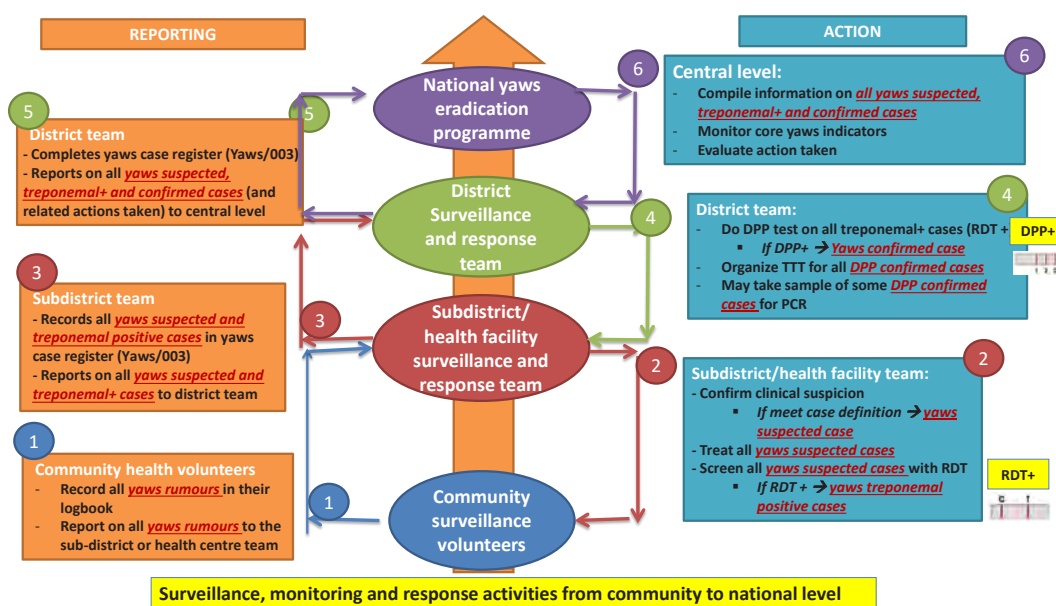 REPORTING
ACTION
5
District team
- Completes yaws case register (Yaws/003)
- Reports on all yaws suspected,
treponemal+ and confirmed cases (and
related actions taken) to central level
3
Subdistrict team
- Records all yaws suspected and
treponemal positive cases in yaws
case register (Yaws/003)
- Reports on all yaws suspected and
treponemal+ cases to district team
1
Community health volunteers
- Record all yaws rumours in their
logbook
- Report on all yaws rumours to the
sub-district or health centre team
5
National yaws
eradication
programme
6
District
Surveillance
and response
team
4
3
Subdistrict/
health facility
surveillance and
response team
2
1
Community
surveillance
volunteers
6
Central level:
- Compile information on all yaws suspected,
treponemal+ and confirmed cases
- Monitor core yaws indicators
- Evaluate action taken
4
District team:
- Do DPP test on all treponemal+ cases (RDT +
▪ If DPP+ → Yaws confirmed case
- Organize TTT for all DPP confirmed cases
- May take sample of some DPP confirmed
cases for PCR
DPP+
2
Subdistrict/health facility team:
- Confirm clinical suspicion
▪ If meet case definition → yaws
suspected case
- Treat all yaws suspected cases
- Screen all yaws suspected cases with RDT
▪ If RDT + → yaws treponemal
positive cases
RDT+
Surveillance, monitoring and response activities from community to national level